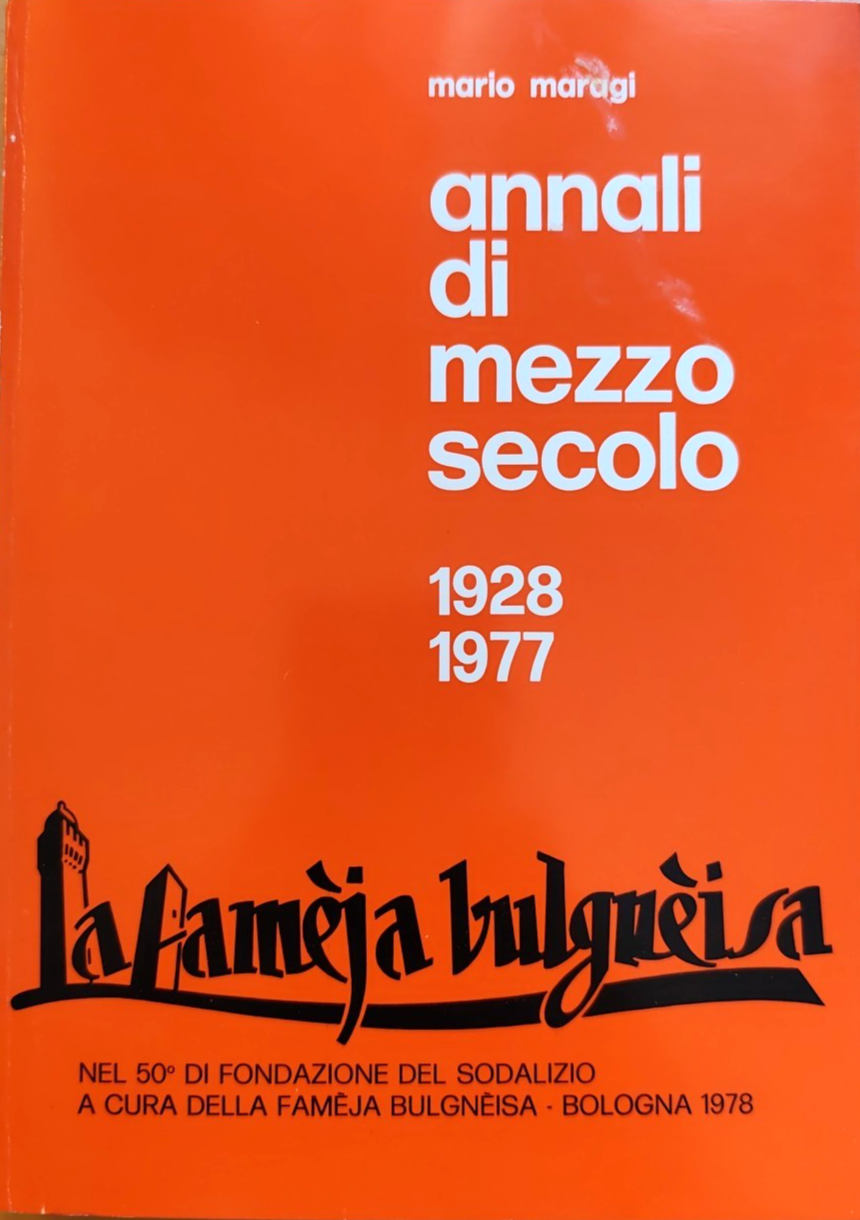 mario maragi
annali
di
mezzo
secolo
1928
1977
La Famèja bulgnèisa
NEL 50° DI FONDAZIONE DEL SODALIZIO
A CURA DELLA FAMÈJA BULGNÈISA - BOLOGNA 1978